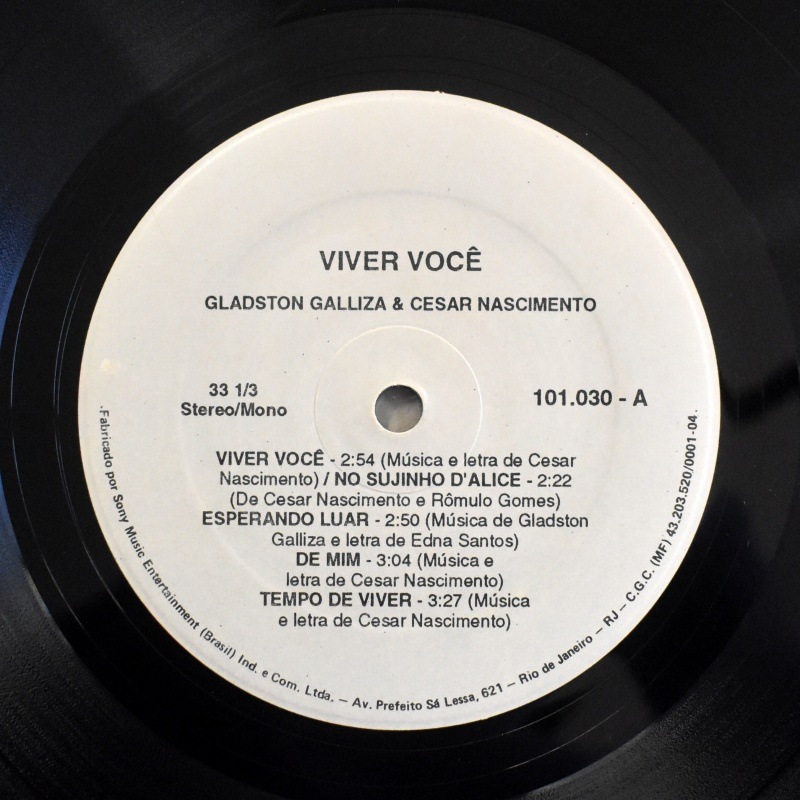 VIVER VOCÊ
GLADSTON GALLIZA & CESAR NASCIMENTO
33 1/3
Stereo/Mono
101.030 - A
VIVER VOCÊ - 2:54 (Música e letra de Cesar
Nascimento) / NO SUJINHO D'ALICE - 2:22
(De Cesar Nascimento e Rômulo Gomes)
ESPERANDO LUAR - 2:50 (Música de Gladston
Galliza e letra de Edna Santos)
DE MIM - 3:04 (Música e
letra de Cesar Nascimento)
TEMPO DE VIVER - 3:27 (Música
e letra de Cesar Nascimento)
.Fabricado por Sony Music Entertainment (Brasil) Ind. e Com. Ltda. – Av. Prefeito Sá Lessa, 621 – Rio de Janeiro – RJ – C.G.C. (MF) 43.203.520/0001-04.